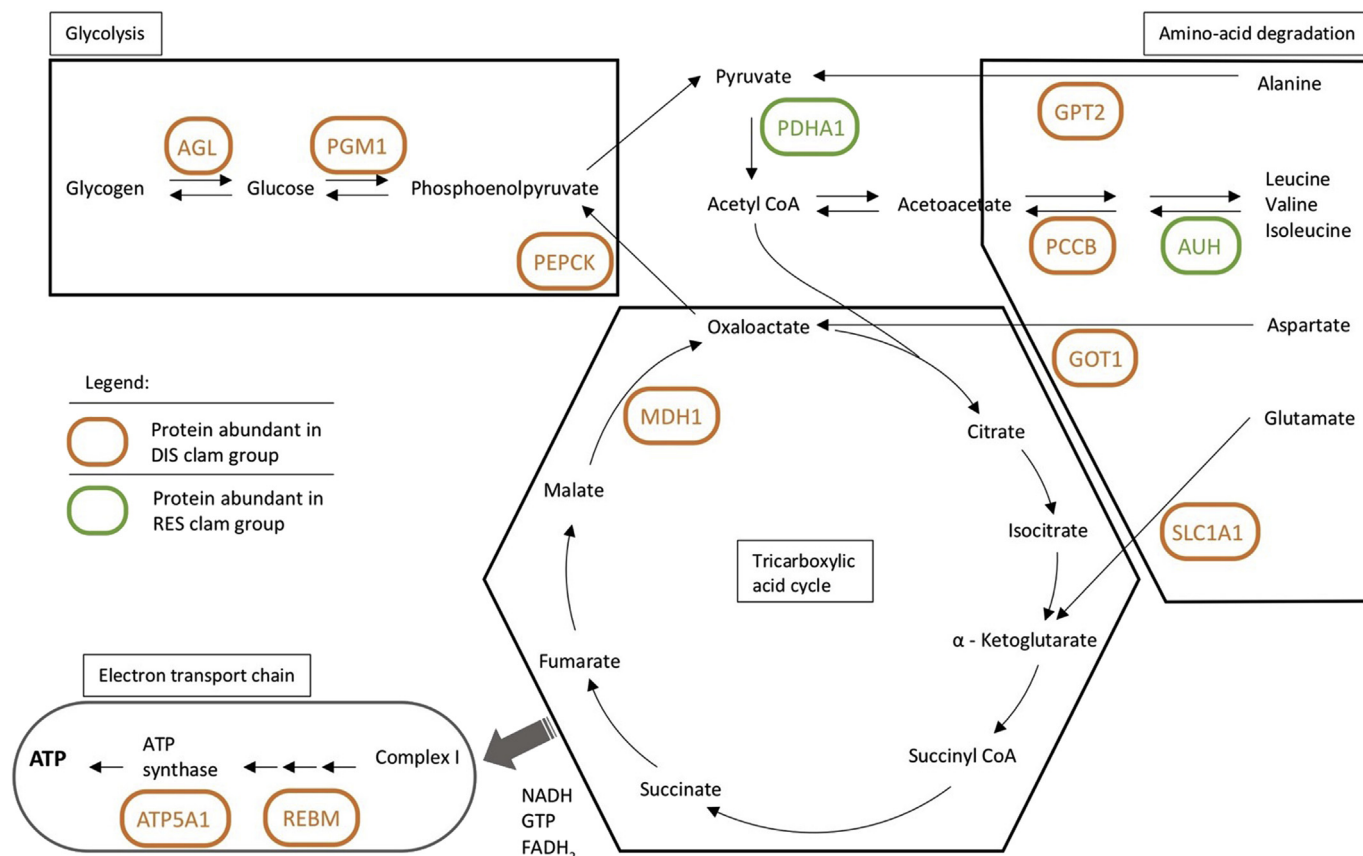 Glycolysis
Amino-acid degradation
Pyruvate
Alanine
AGL
PGM1
PDHA1
GPT2
Glycogen
Glucose
Phosphoenolpyruvate
Acetyl CoA
Acetoacetate
Leucine
Valine
Isoleucine
PEPCK
PCCB
AUH
Oxaloactate
Aspartate
GOT1
Legend:
Protein abundant in
DIS clam group
Protein abundant in
RES clam group
MDH1
Citrate
Glutamate
Malate
Isocitrate
SLC1A1
Tricarboxylic
acid cycle
α - Ketoglutarate
Fumarate
Succinyl CoA
Succinate
Electron transport chain
ATP
ATP
synthase
Complex I
ATP5A1
REBM
NADH
GTP
FADH₂